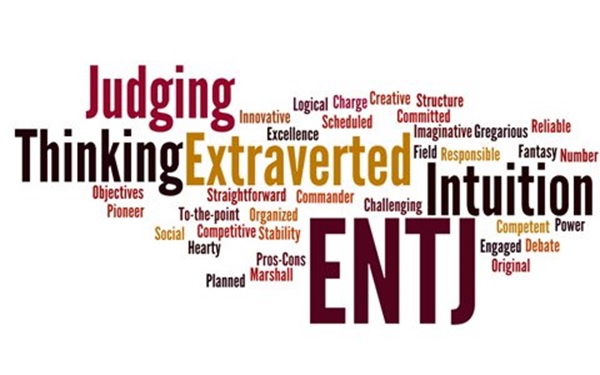 Judging
Innovative
Logical
Charge
Creative
Structure
Scheduled
Committed
Excellence
Imaginative
Gregarious
Reliable
Thinking
Extraverted
Field
Responsible
Fantasy
Number
Objectives
Straightforward
Commander
Intuition
Pioneer
To-the-point
Organized
Challenging
Social
Competitive
Stability
ENTJ
Competent
Power
Hearty
Engaged
Debate
Pros-Cons
Original
Planned
Marshall